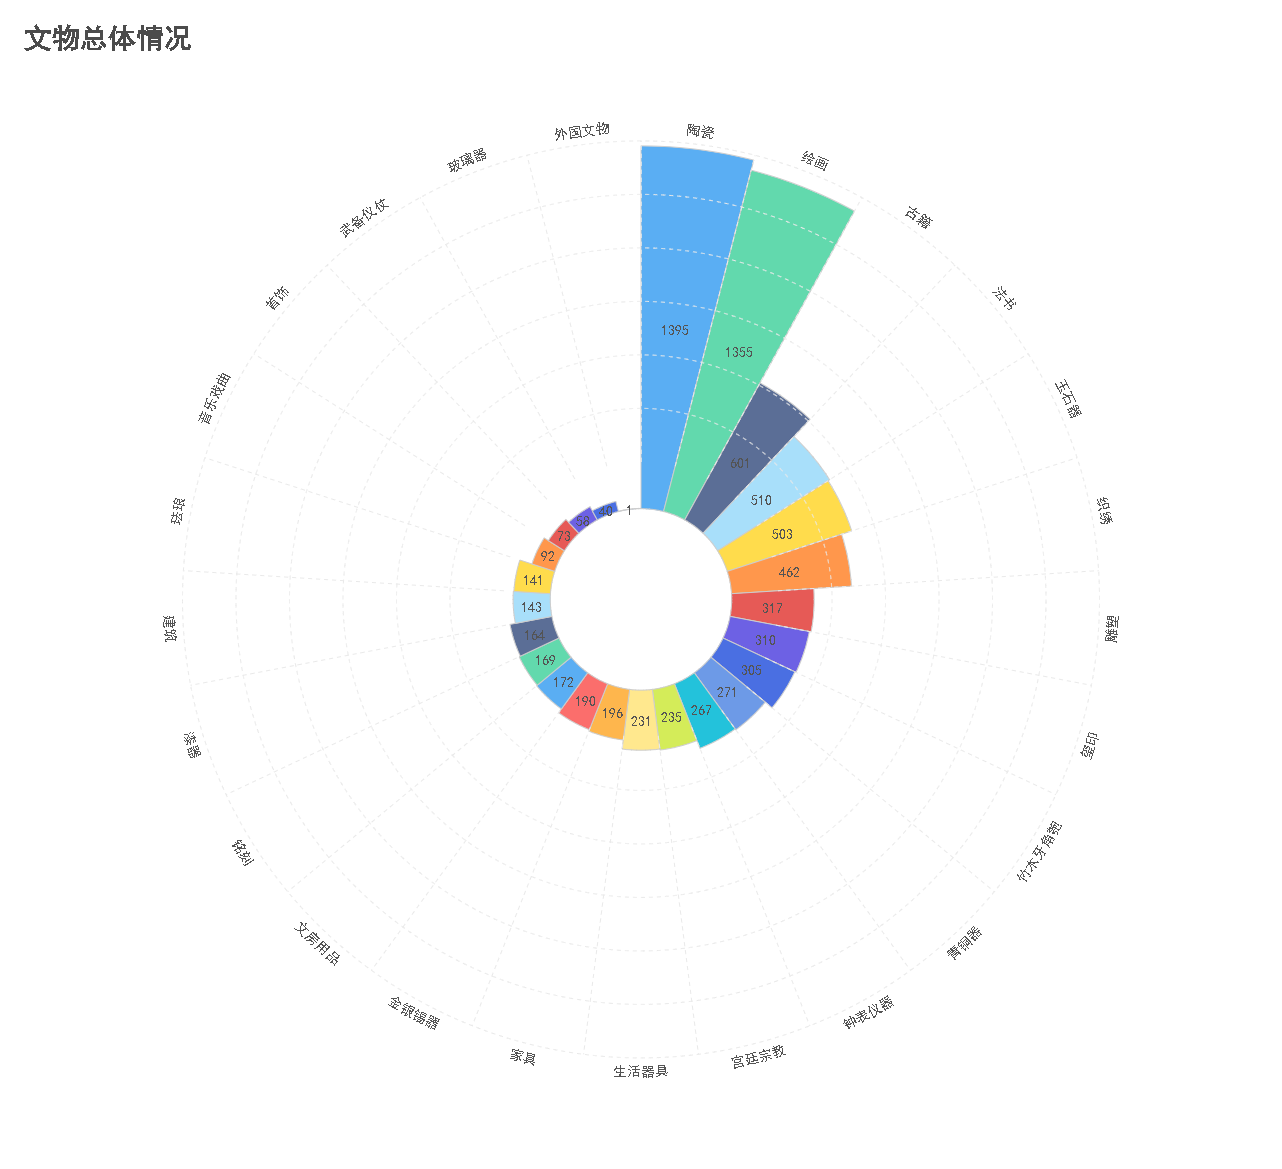 文物总体情况
陶瓷
绘画
古籍
法书
玉石器
织绣
雕塑
玺印
竹木牙角匏
青铜器
钟表仪器
宫廷宗教
生活器具
家具
金银锡器
文房用品
铭刻
漆器
建筑
珐琅
音乐戏曲
首饰
武备仪仗
玻璃器
外国文物
1395
1355
601
510
503
462
317
310
305
271
267
235
231
196
190
172
169
164
143
141
92
73
58
40
1